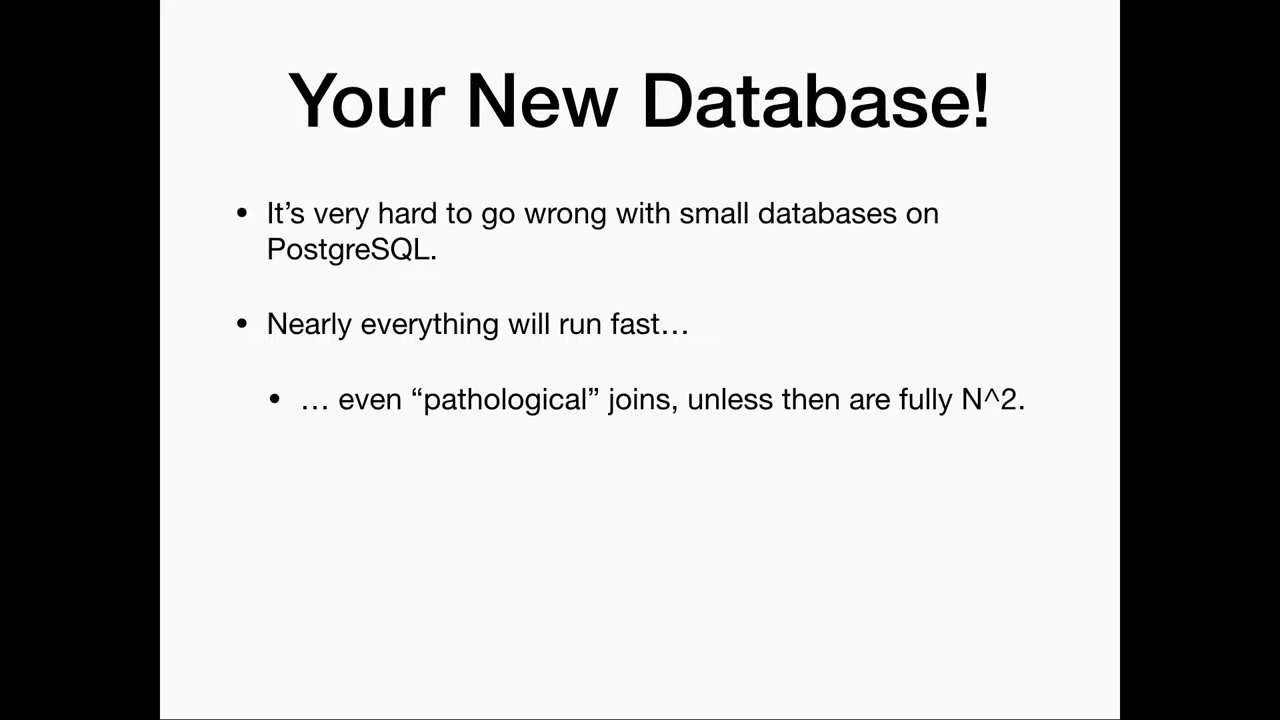 Your New Database!
• It’s very hard to go wrong with small databases on
PostgreSQL.
• Nearly everything will run fast…
• … even “pathological” joins, unless then are fully N^2.